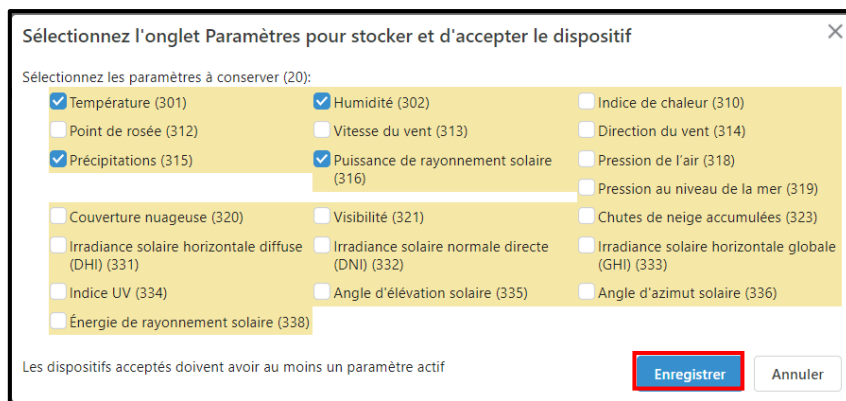 Sélectionnez l'onglet Paramètres pour stocker et d'accepter le dispositif
Sélectionnez les paramètres à conserver (20):
Température (301)
Humidité (302)
Indice de chaleur (310)
Point de rosée (312)
Vitesse du vent (313)
Direction du vent (314)
Précipitations (315)
Puissance de rayonnement solaire
(316)
Pression de l'air (318)
Pression au niveau de la mer (319)
Couverture nuageuse (320)
Visibilité (321)
Chutes de neige accumulées (323)
Irradiance solaire horizontale diffuse
(DHI) (331)
Irradiance solaire normale directe
(DNI) (332)
Irradiance solaire horizontale globale
(GHI) (333)
Indice UV (334)
Angle d'élévation solaire (335)
Angle d'azimut solaire (336)
Énergie de rayonnement solaire (338)
Les dispositifs acceptés doivent avoir au moins un paramètre actif
Enregistrer
Annuler